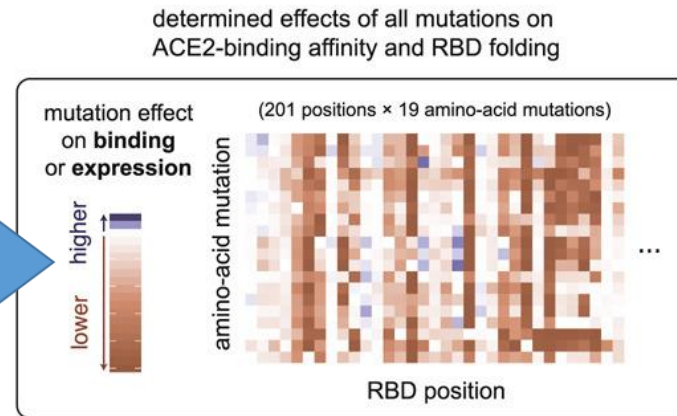 determined effects of all mutations on
ACE2-binding affinity and RBD folding
mutation effect
on binding
or expression
higher
lower
(201 positions × 19 amino-acid mutations)
amino-acid mutation
...
RBD position